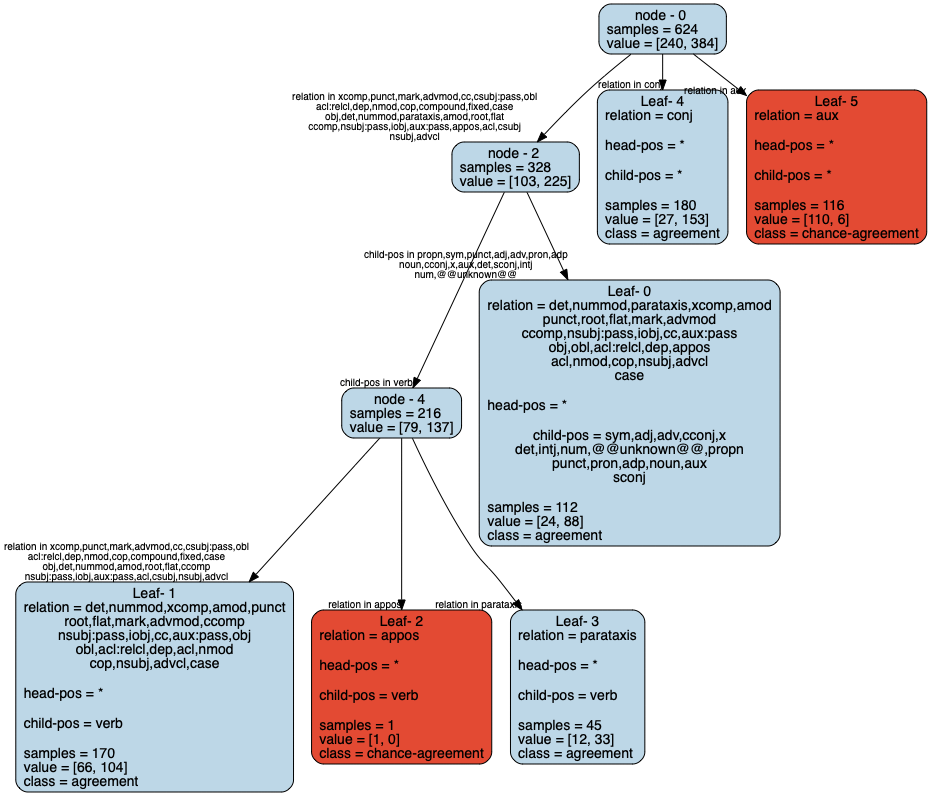 node - 0
samples = 624
value = [240, 384]
relation in xcomp,punct,mark,advmod,cc,csubj:pass,obl
acl:relcl,dep,nmod,cop,compound,fixed,case
obj,det,nummod,parataxis,amod,root,flat
ccomp,nsubj:pass,iobj,aux:pass,appos,acl,csubj
nsubj,advcl
relation in conj
relation in aux
node - 2
samples = 328
value = [103, 225]
Leaf- 4
relation = conj
head-pos = *
child-pos = *
samples = 180
value = [27, 153]
class = agreement
Leaf- 5
relation = aux
head-pos = *
child-pos = *
samples = 116
value = [110, 6]
class = chance-agreement
child-pos in propn,sym,punct,adj,adv,pron,adp
noun,cconj,x,aux,det,sconj,intj
num,@@unknown@@
child-pos in verb
node - 4
samples = 216
value = [79, 137]
Leaf- 0
relation = det,nummod,parataxis,xcomp,amod
punct,root,flat,mark,advmod
ccomp,nsubj:pass,iobj,cc,aux:pass
obj,obl,acl:relcl,dep,appos
acl,nmod,cop,nsubj,advcl
case
head-pos = *
child-pos = sym,adj,adv,cconj,x
det,intj,num,@@unknown@@,propn
punct,pron,adp,noun,aux
sconj
samples = 112
value = [24, 88]
class = agreement
relation in xcomp,punct,mark,advmod,cc,csubj:pass,obl
acl:relcl,dep,nmod,cop,compound,fixed,case
obj,det,nummod,amod,root,flat,ccomp
nsubj:pass,iobj,aux:pass,acl,csubj,nsubj,advcl
relation in appos
relation in parataxis
Leaf- 1
relation = det,nummod,xcomp,amod,punct
root,flat,mark,advmod,ccomp
nsubj:pass,iobj,cc,aux:pass,obj
obl,acl:relcl,dep,acl,nmod
cop,nsubj,advcl,case
head-pos = *
child-pos = verb
samples = 170
value = [66, 104]
class = agreement
Leaf- 2
relation = appos
head-pos = *
child-pos = verb
samples = 1
value = [1, 0]
class = chance-agreement
Leaf- 3
relation = parataxis
head-pos = *
child-pos = verb
samples = 45
value = [12, 33]
class = agreement